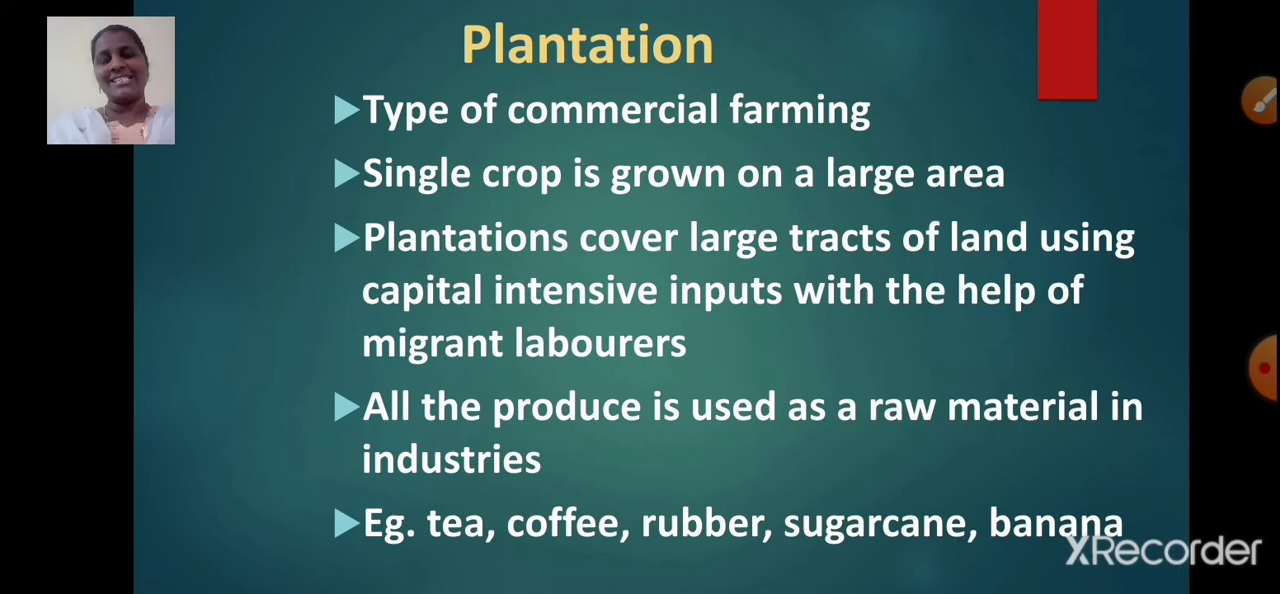 Plantation
Type of commercial farming
Single crop is grown on a large area
Plantations cover large tracts of land using
capital intensive inputs with the help of
migrant labourers
All the produce is used as a raw material in
industries
Eg. tea, coffee, rubber, sugarcane, banana
XRecorder